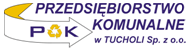 PRZEDSIĘBIORSTWO
KOMUNALNE
w TUCHOLI Sp. z o.o.
P K